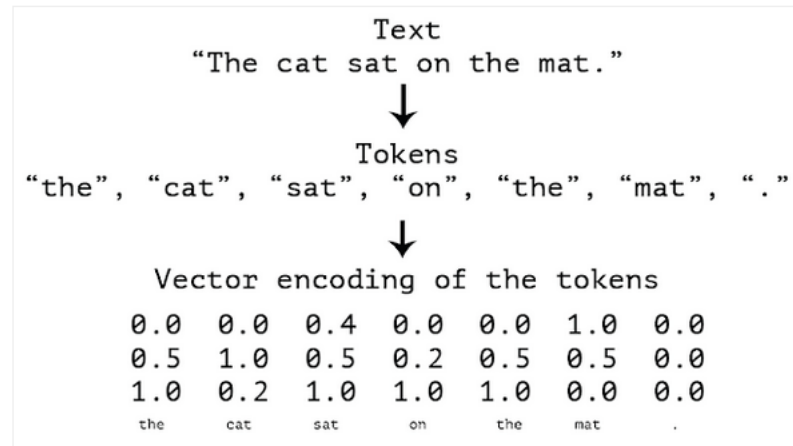 Text
“The cat sat on the mat.”
Tokens
“the”, “cat”, “sat”, “on”, “the”, “mat”, “.”
Vector encoding of the tokens
0.0 0.0 0.4 0.0 0.0 1.0 0.0
0.5 1.0 0.5 0.2 0.5 0.5 0.0
1.0 0.2 1.0 1.0 1.0 0.0 0.0
the cat sat on the mat .